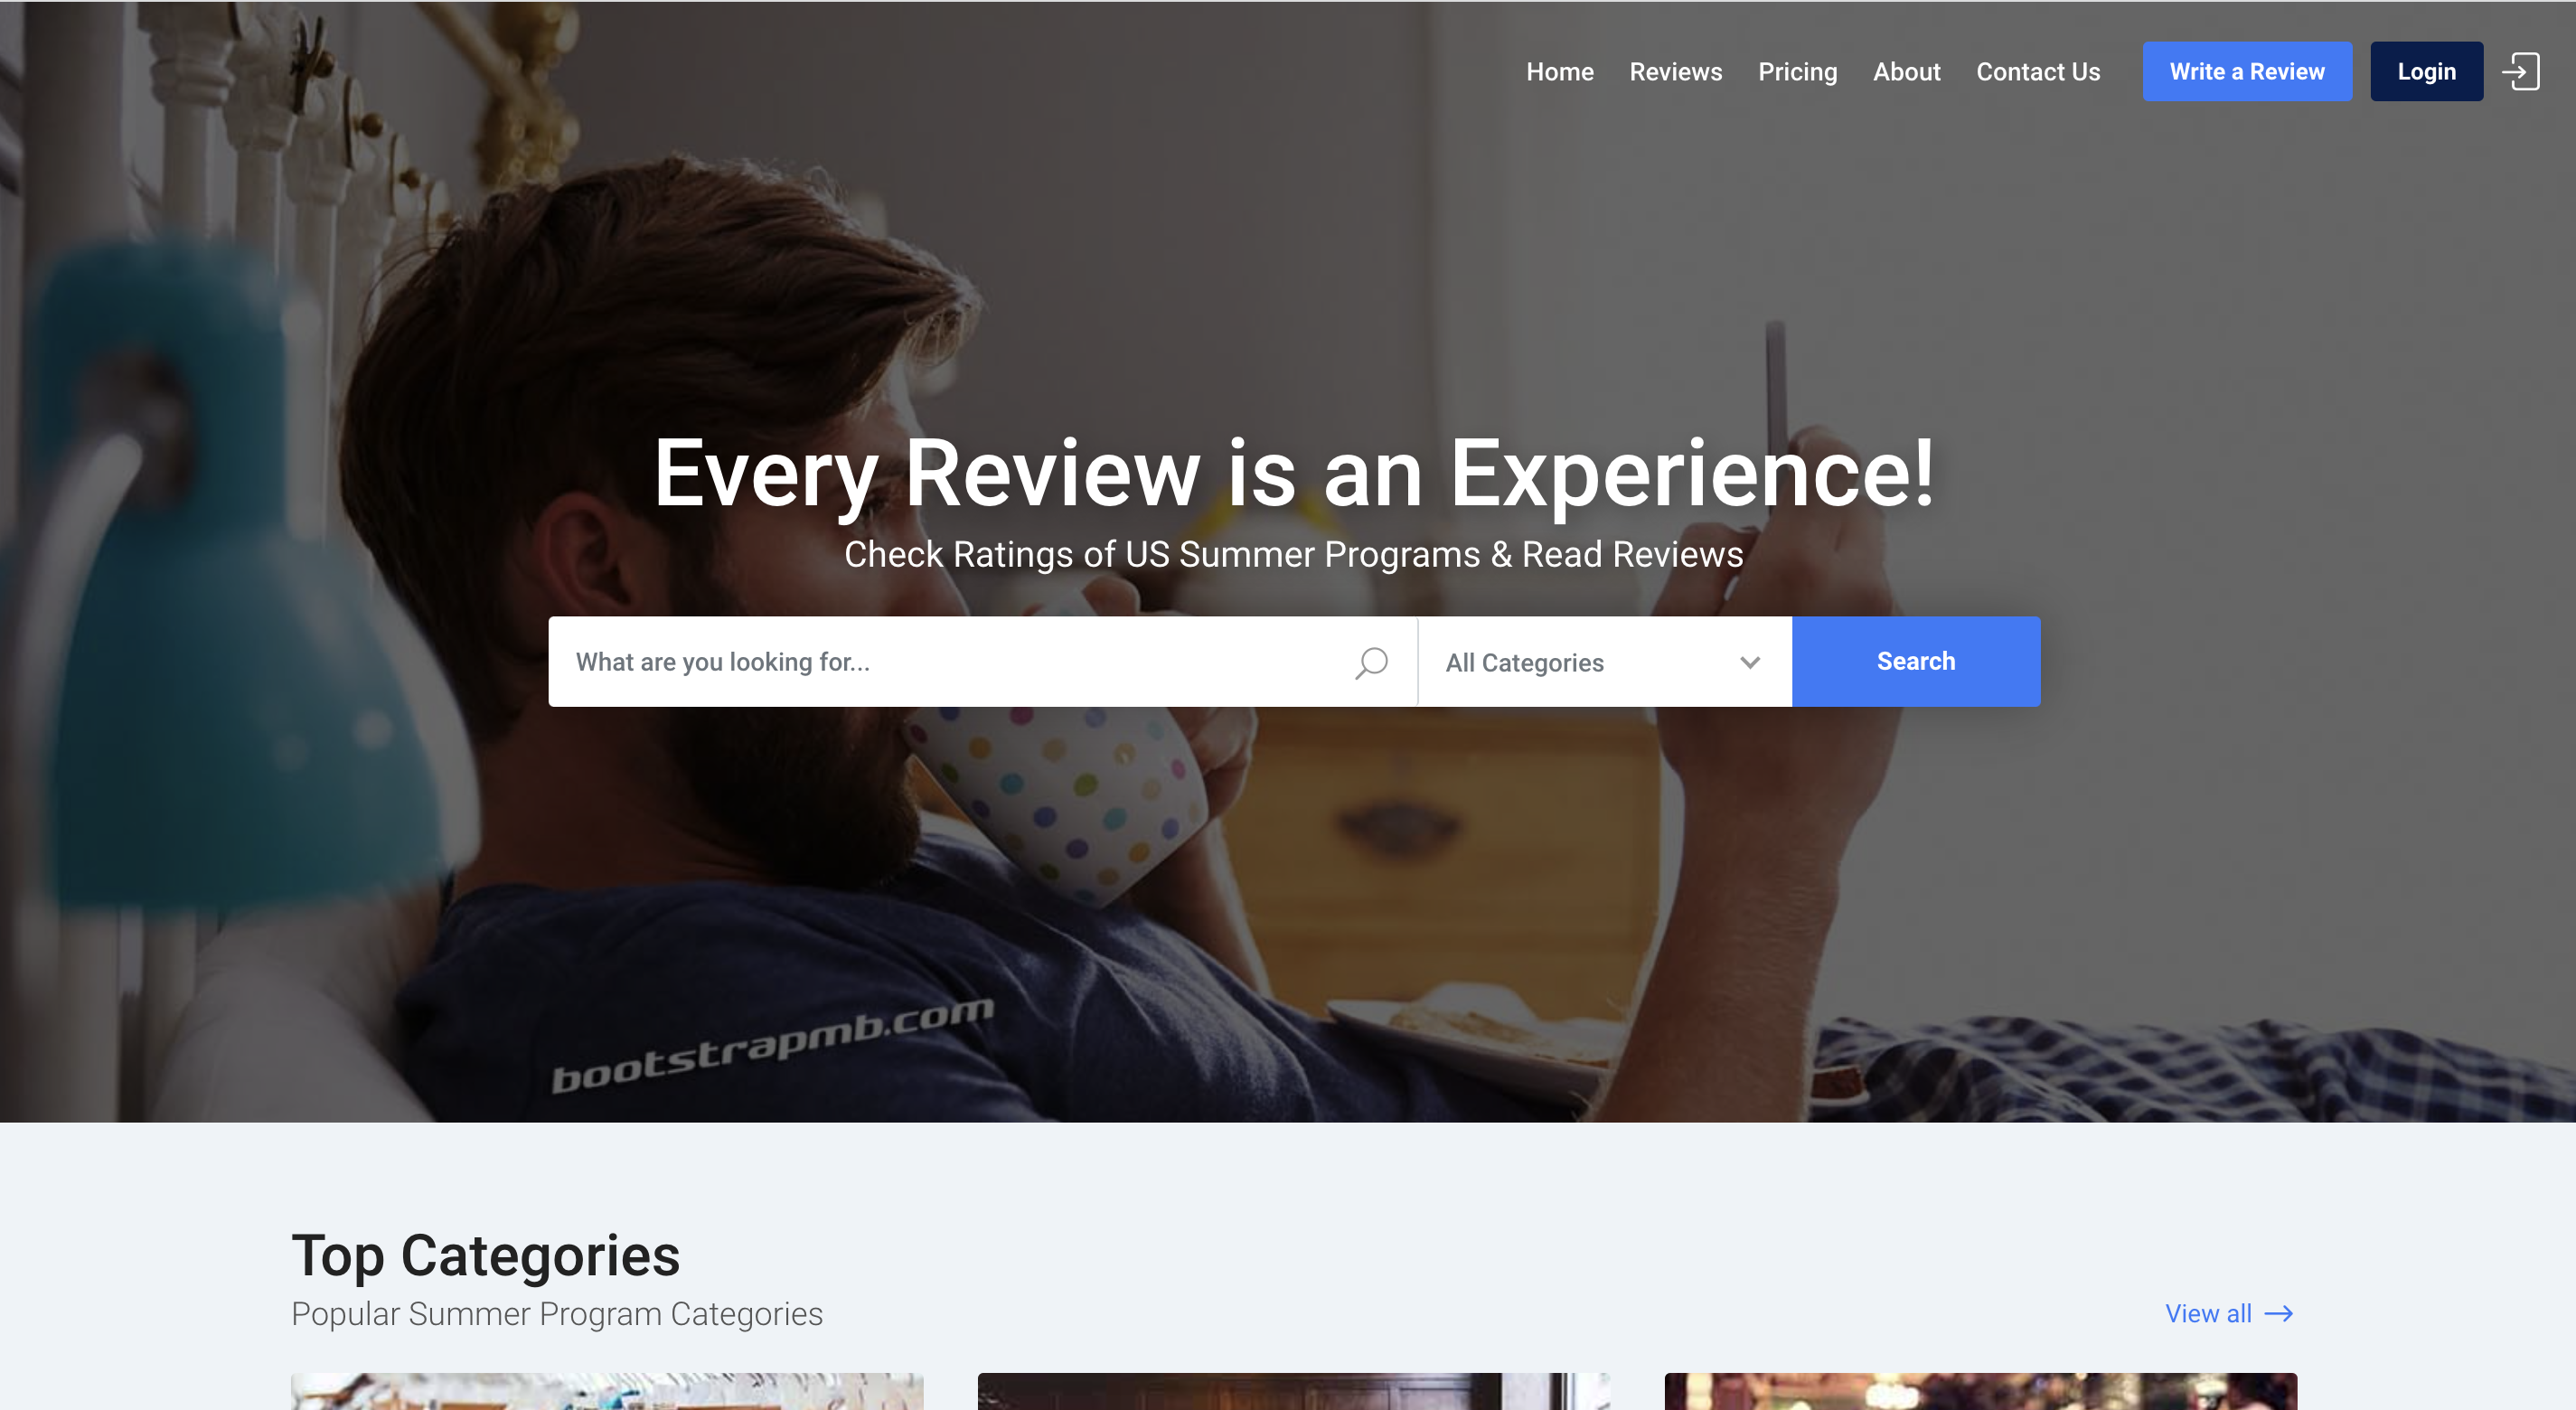 Home Reviews Pricing About Contact Us Write a Review Login
Every Review is an Experience!
Check Ratings of US Summer Programs & Read Reviews
What are you looking for... All Categories Search
bootstrapmb.com
Top Categories
Popular Summer Program Categories
View all